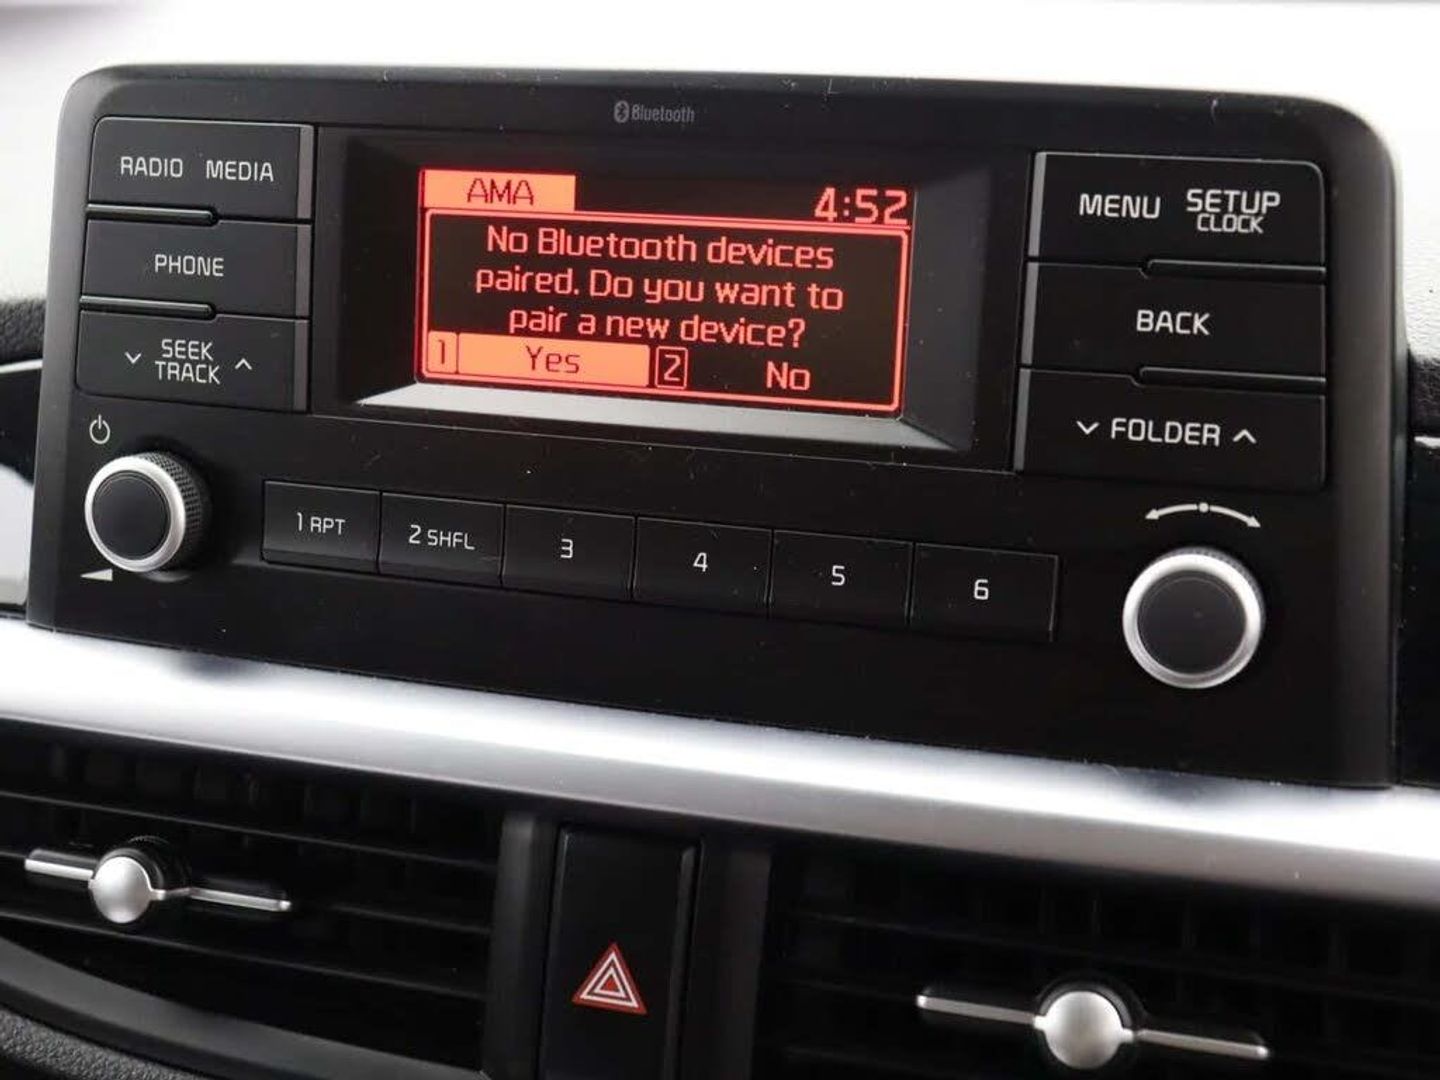 Bluetooth
RADIO MEDIA
PHONE
SEEK
TRACK
AMA
4:52
No Bluetooth devices
paired. Do you want to
pair a new device?
1 Yes 2 No
MENU SETUP
CLOCK
BACK
FOLDER
1 RPT
2 SHFL
3
4
5
6